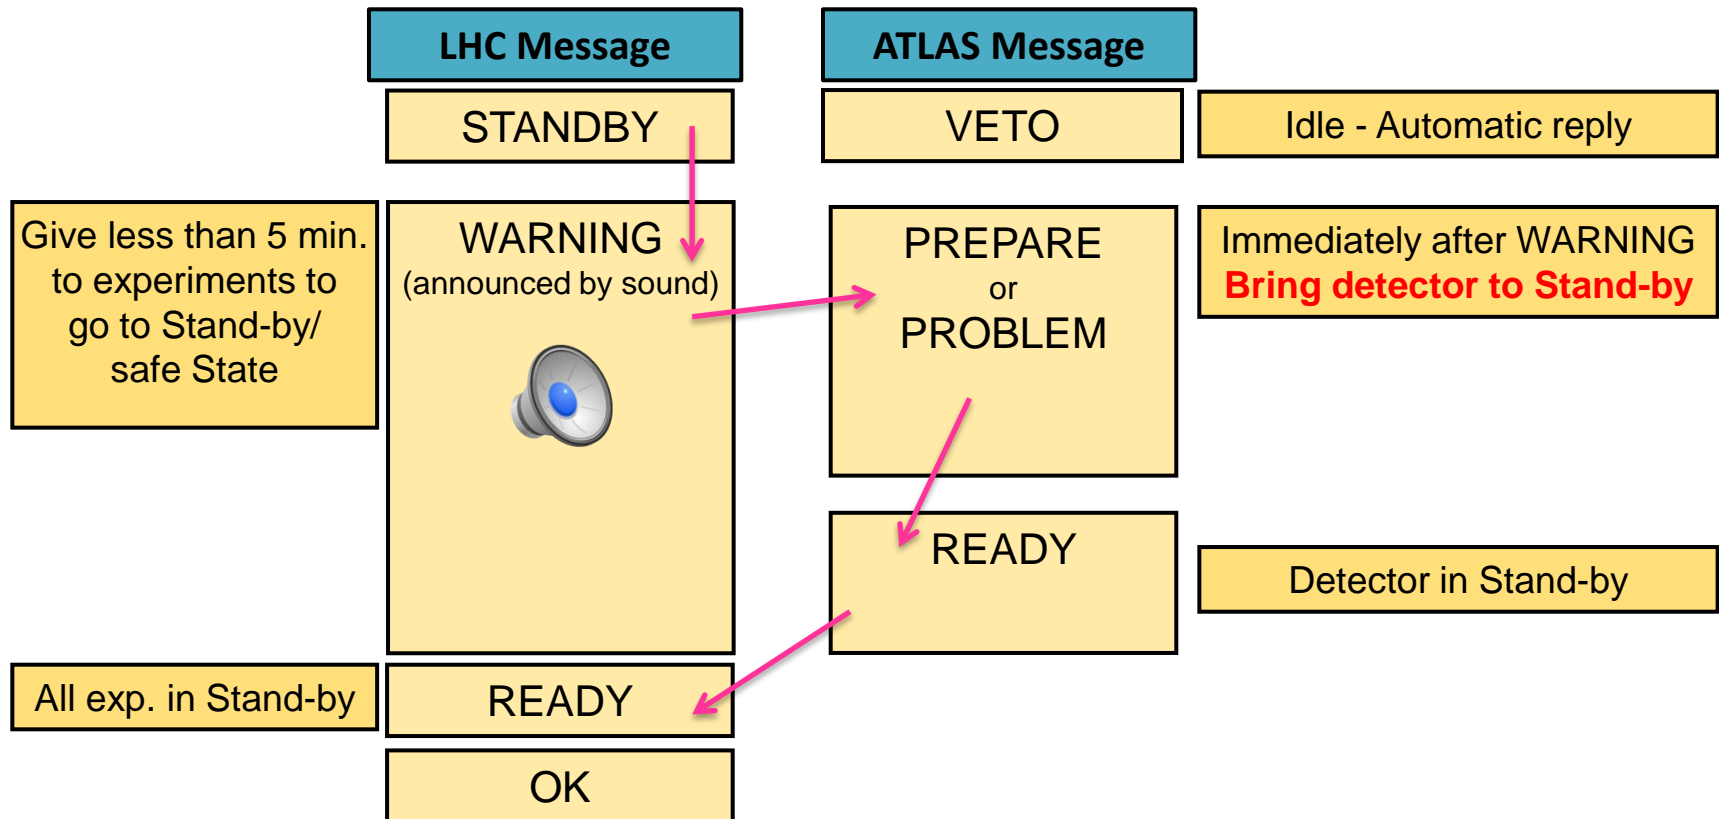 LHC Message
ATLAS Message
STANDBY
VETO
Idle - Automatic reply
Give less than 5 min.
to experiments to
go to Stand-by/
safe State
WARNING
(announced by sound)
PREPARE
or
PROBLEM
Immediately after WARNING
Bring detector to Stand-by
READY
Detector in Stand-by
All exp. in Stand-by
READY
OK